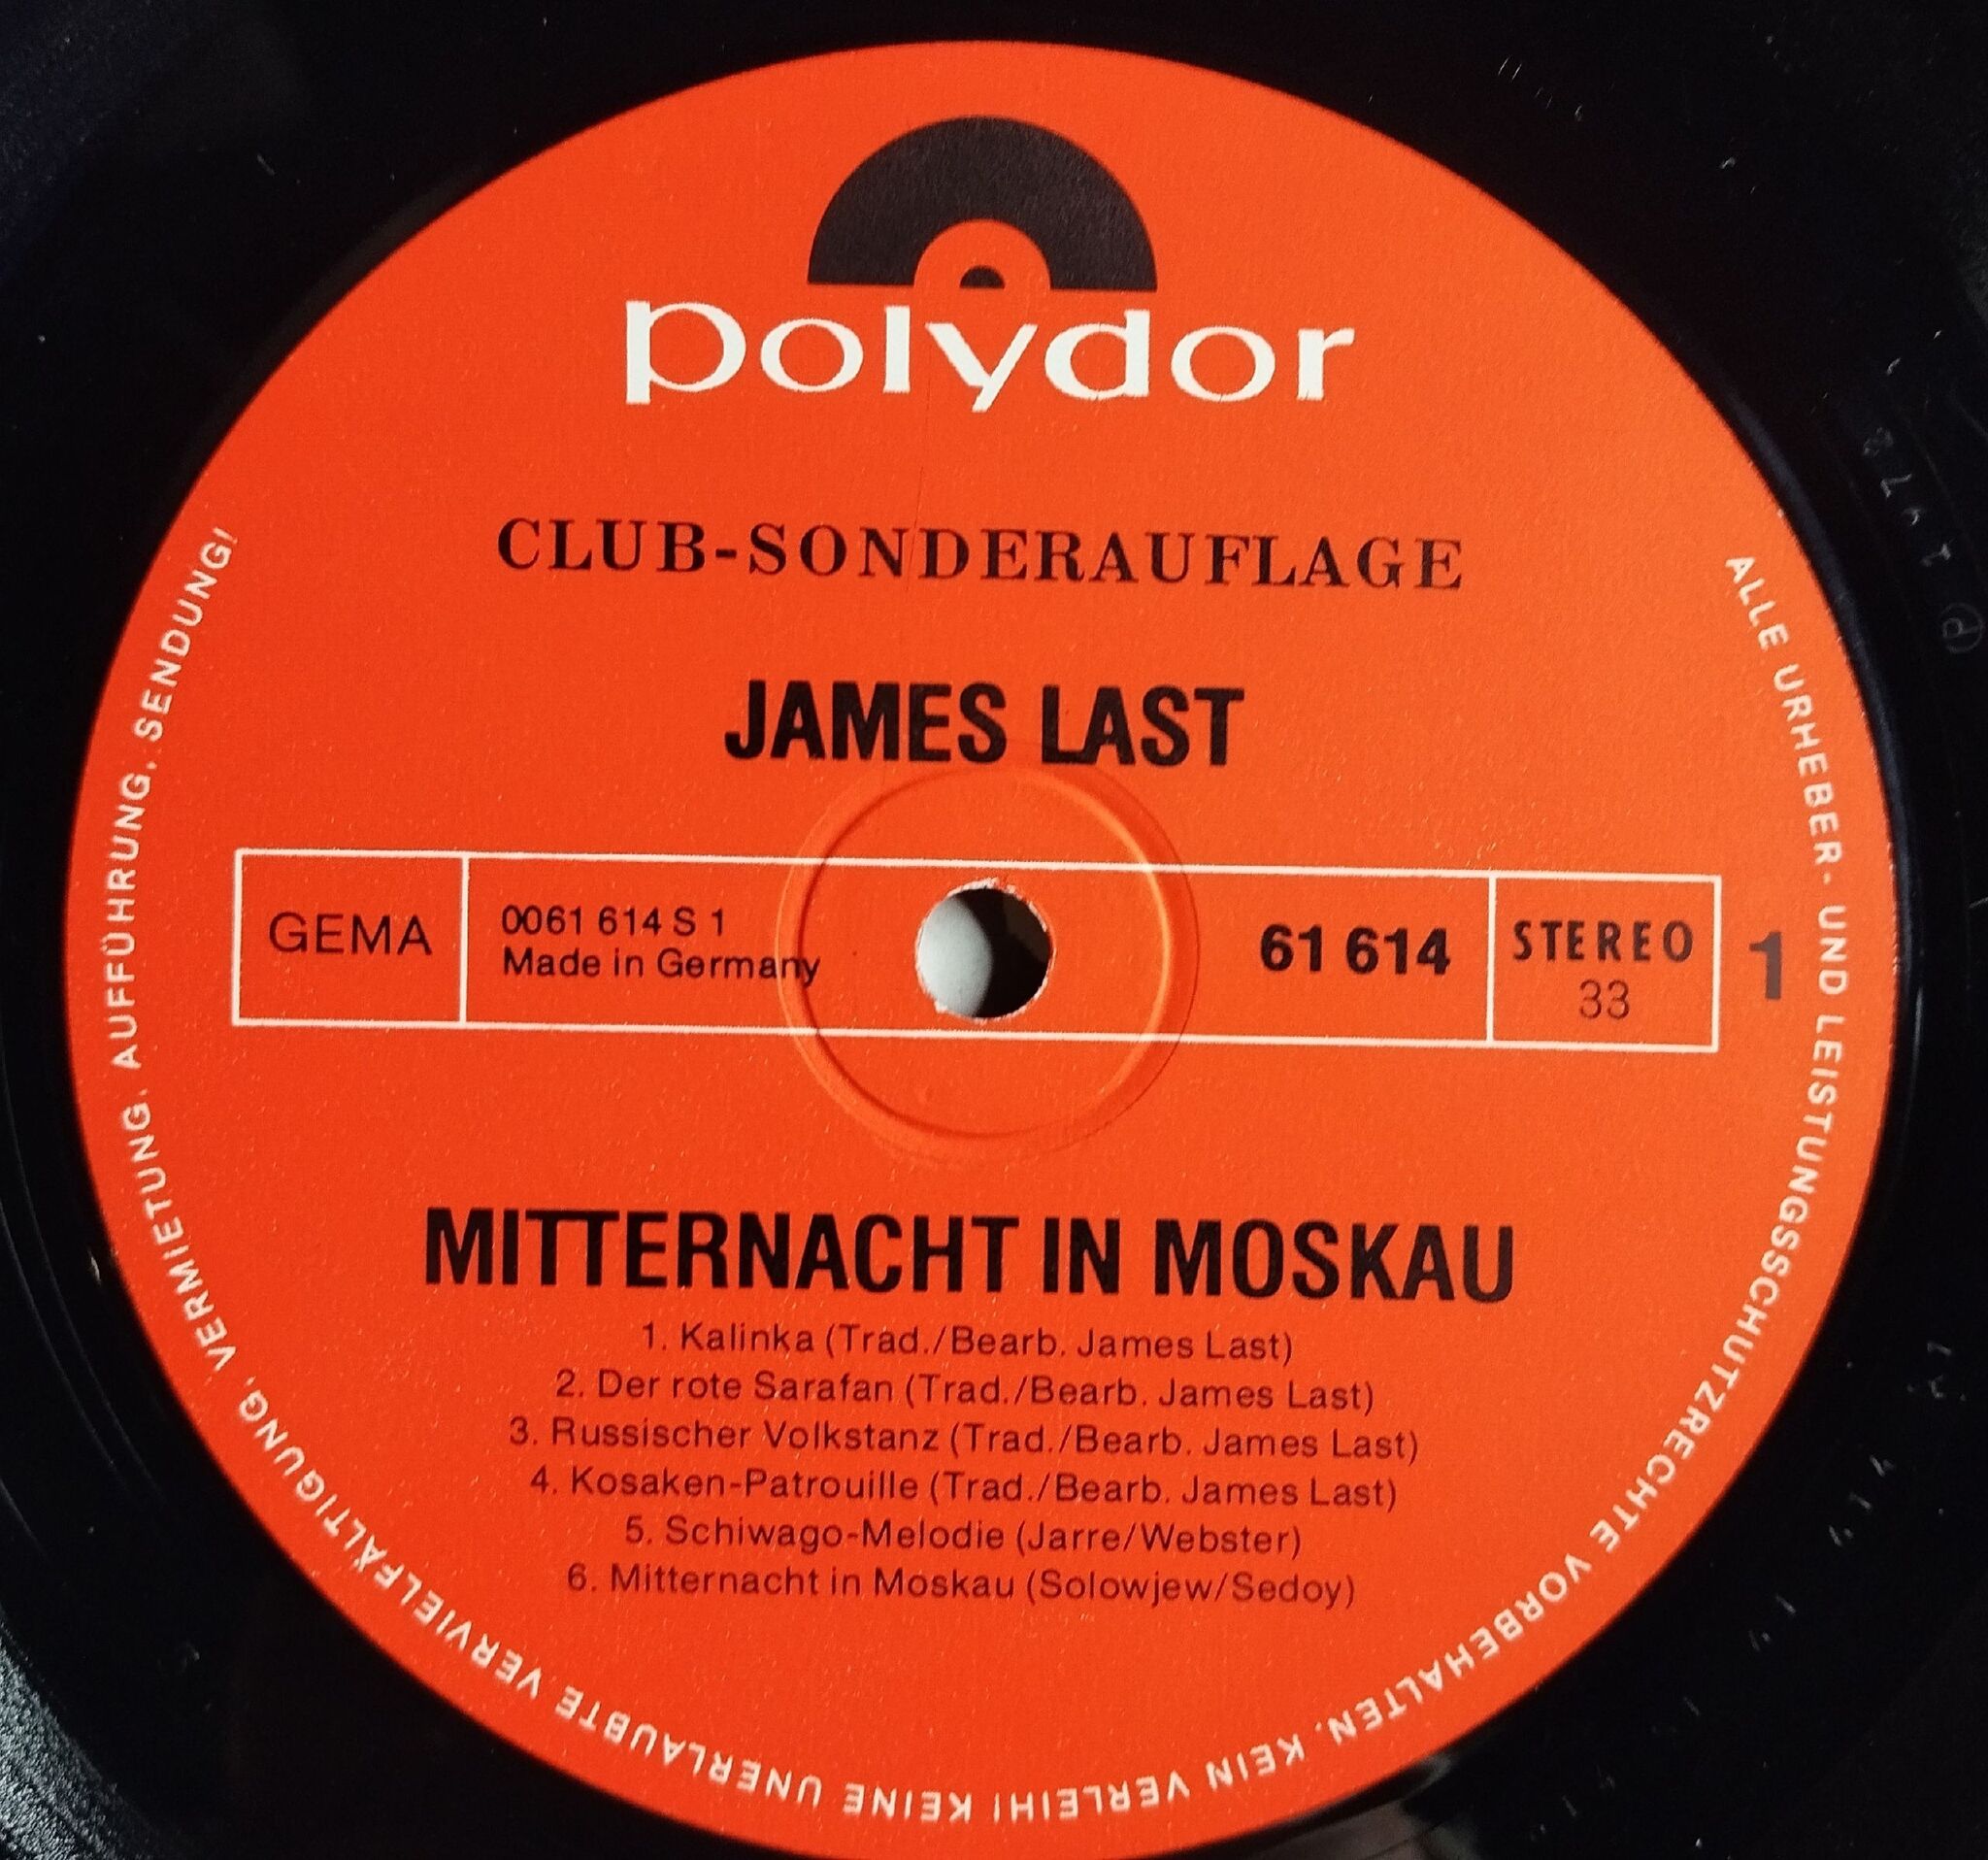 polydor
CLUB-SONDERAUFLAGE
JAMES LAST
GEMA
0061 614 S 1
Made in Germany
61 614
STEREO
33
1
MITTERNACHT IN MOSKAU
1. Kalinka (Trad./Bearb. James Last)
2. Der rote Sarafan (Trad./Bearb. James Last)
3. Russischer Volkstanz (Trad./Bearb. James Last)
4. Kosaken-Patrouille (Trad./Bearb. James Last)
5. Schiwago-Melodie (Jarre/Webster)
6. Mitternacht in Moskau (Solowjew/Sedoy)
ALLE URHEBER- UND LEISTUNGSSCHUTZRECHTE VORBEHALTEN. KEIN VERLEIH! KEINE UNERLAUBTE VERVIELFÄLTIGUNG, VERMIETUNG, AUFFÜHRUNG, SENDUNG!